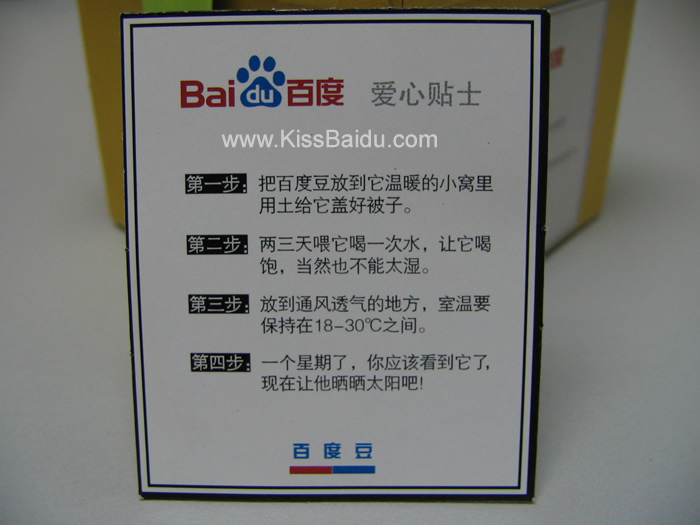 Bai du 百度 爱心贴士
www.KissBaidu.com
第一步: 把百度豆放到它温暖的小窝里
用土给它盖好被子。
第二步: 两三天喂它喝一次水，让它喝
饱，当然也不能太湿。
第三步: 放到通风透气的地方，室温要
保持在18-30℃之间。
第四步: 一个星期了，你应该看到它了，
现在让他晒晒太阳吧!
百度豆